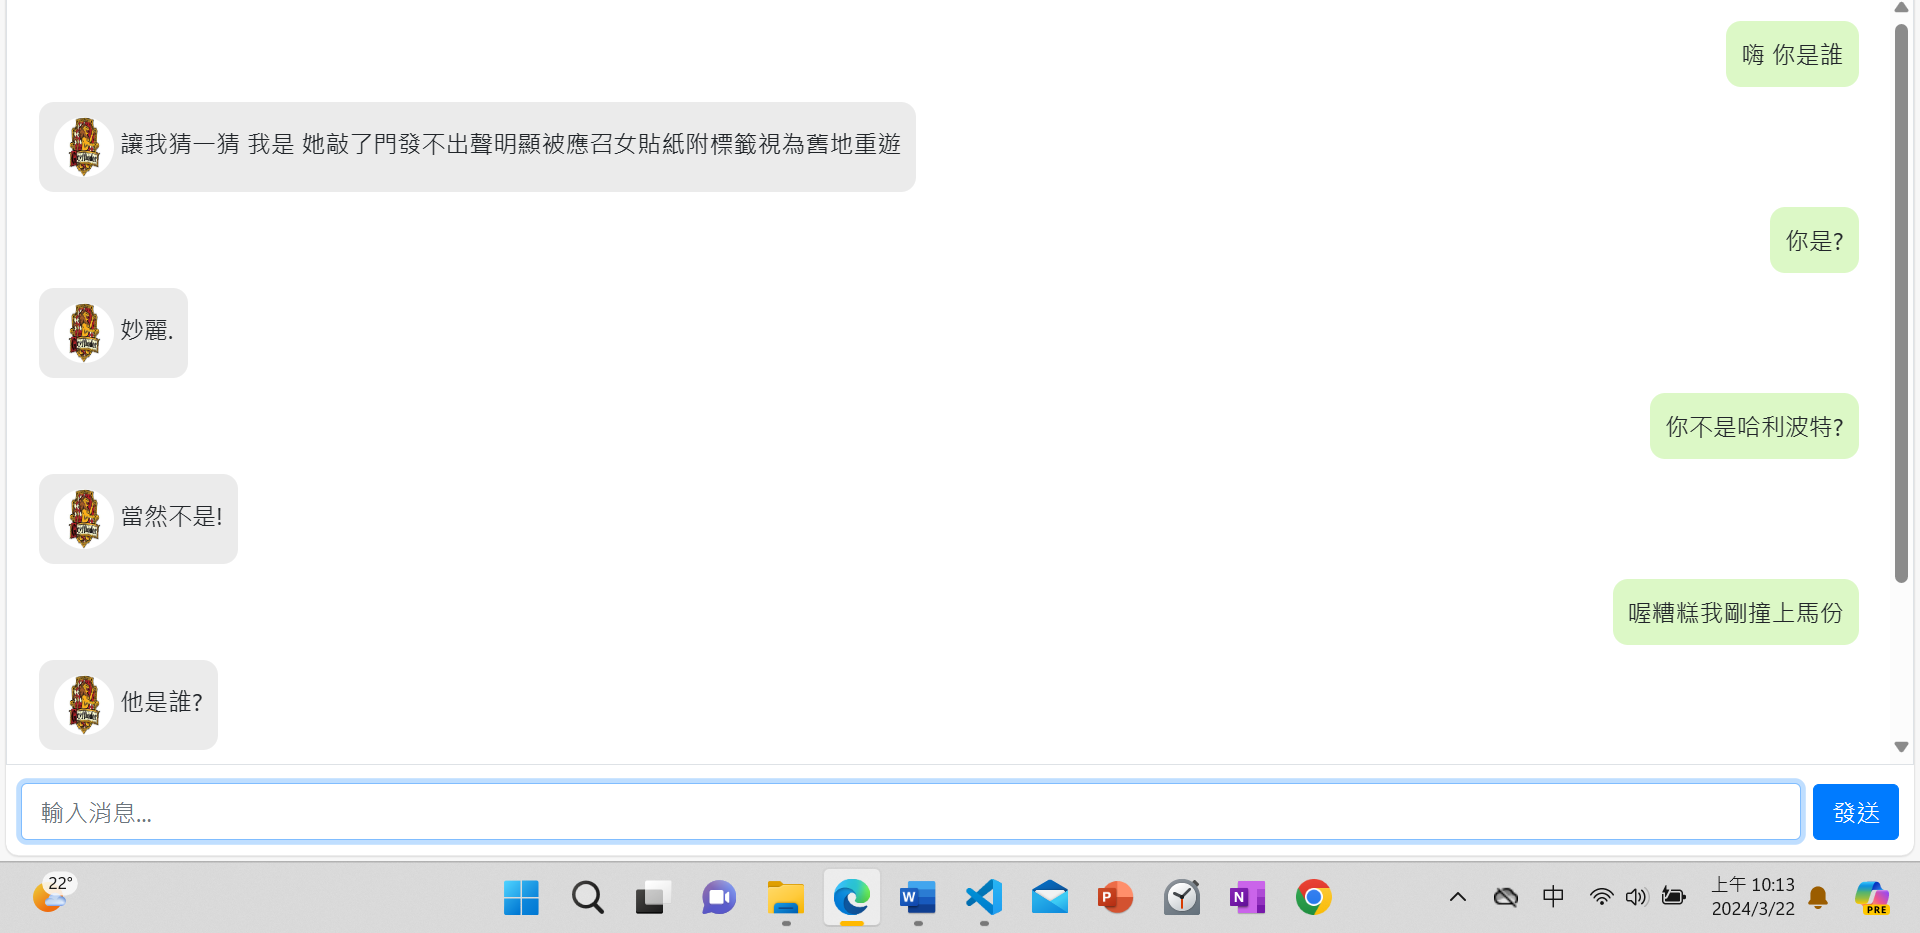 嗨 你是誰
讓我猜一猜 我是 她敲了門發不出聲明顯被應召女貼紙附標籤視為舊地重遊
你是?
妙麗.
你不是哈利波特?
當然不是!
喔糟糕我剛撞上馬份
他是誰?
輸入消息...
發送
22°
中
上午 10:13
2024/3/22
PRE